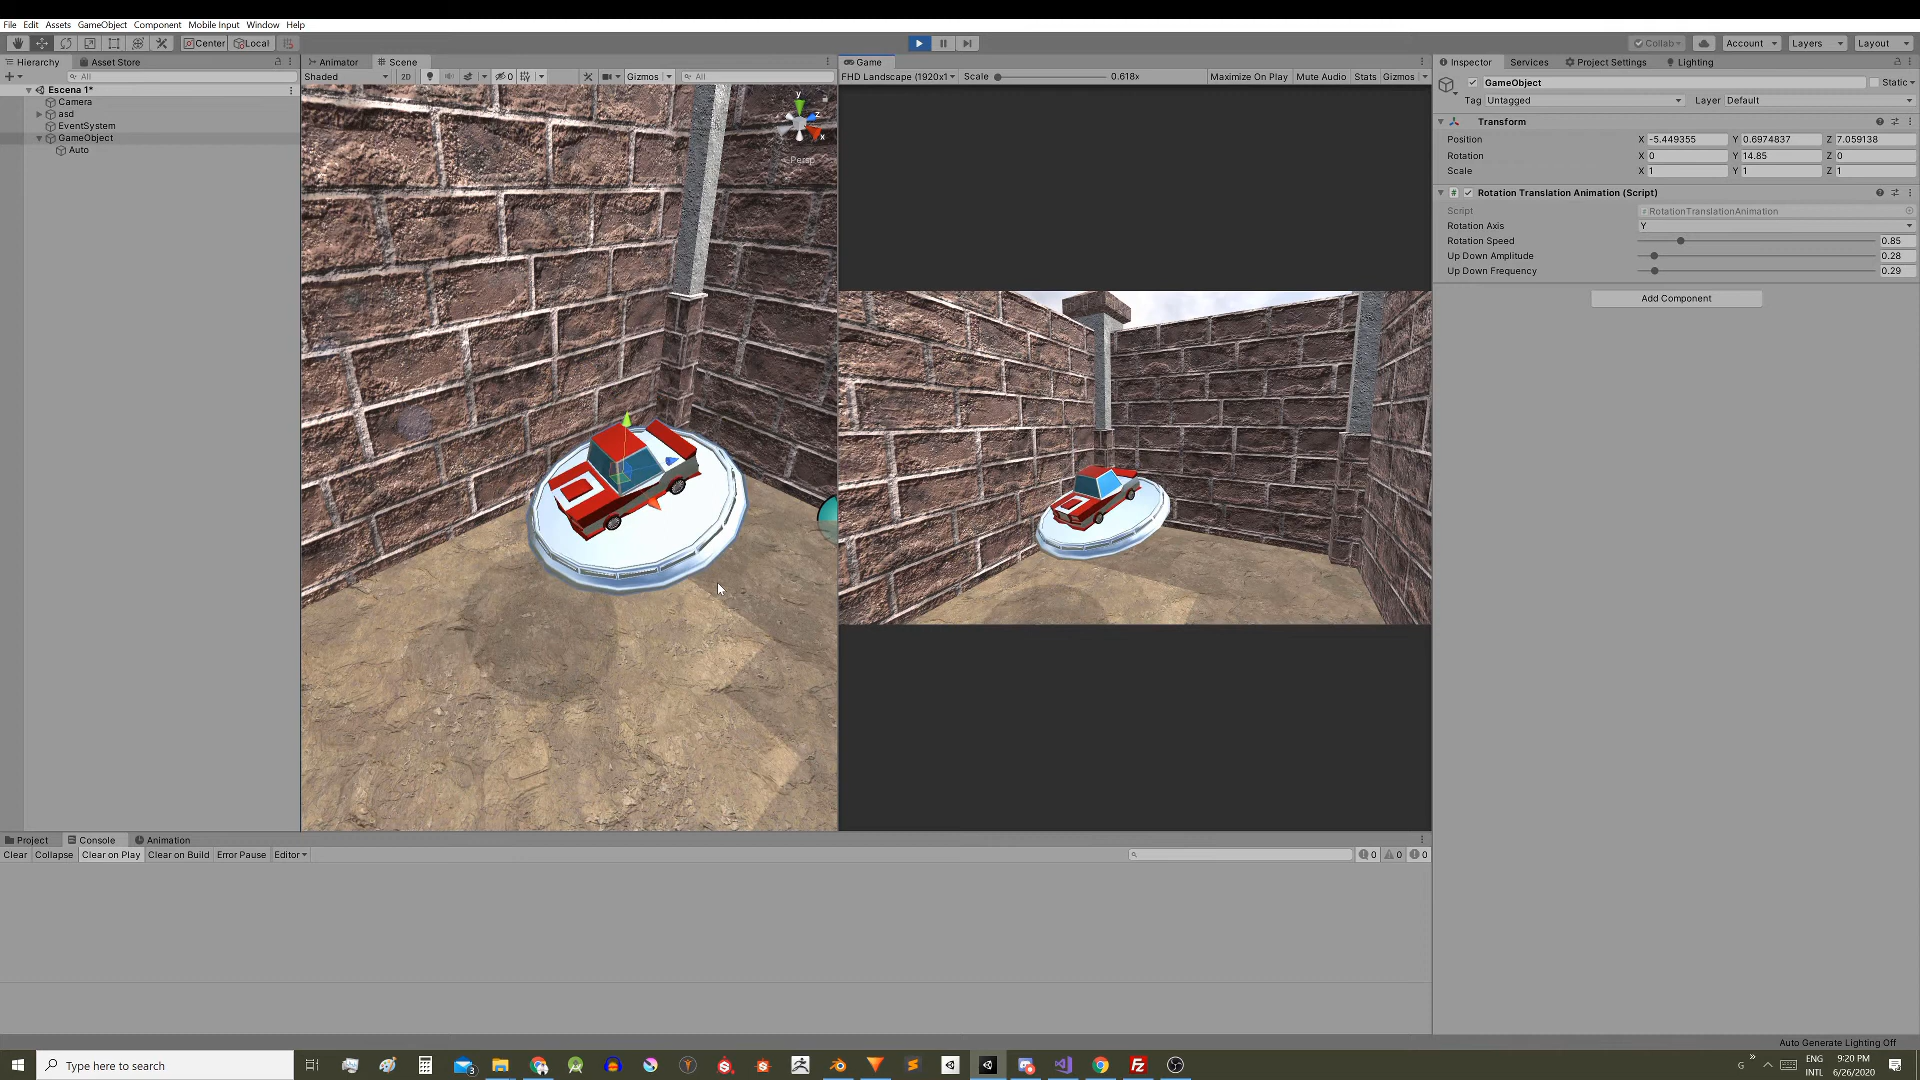 File Edit Assets GameObject Component Mobile Input Window Help
Center Local Collab Account Layers Layout
Hierarchy Asset Store
All
Escena 1*
Camera
asd
EventSystem
GameObject
Auto
Animator Scene
Shaded 2D 0 Gizmos All
y
z
x
Persp
Game
FHD Landscape (1920x1 Scale 0.618x Maximize On Play Mute Audio Stats Gizmos
Inspector Services Project Settings Lighting
GameObject Static
Tag Untagged Layer Default
Transform
Position X -5.449355 Y 0.6974837 Z 7.059138
Rotation X 0 Y 14.85 Z 0
Scale X 1 Y 1 Z 1
# Rotation Translation Animation (Script)
Script RotationTranslationAnimation
Rotation Axis Y
Rotation Speed 0.85
Up Down Amplitude 0.28
Up Down Frequency 0.29
Add Component
Project Console Animation
Clear Collapse Clear on Play Clear on Build Error Pause Editor 0 0 0
Auto Generate Lighting Off
Type here to search
3
ENG
INTL
9:20 PM
6/26/2020